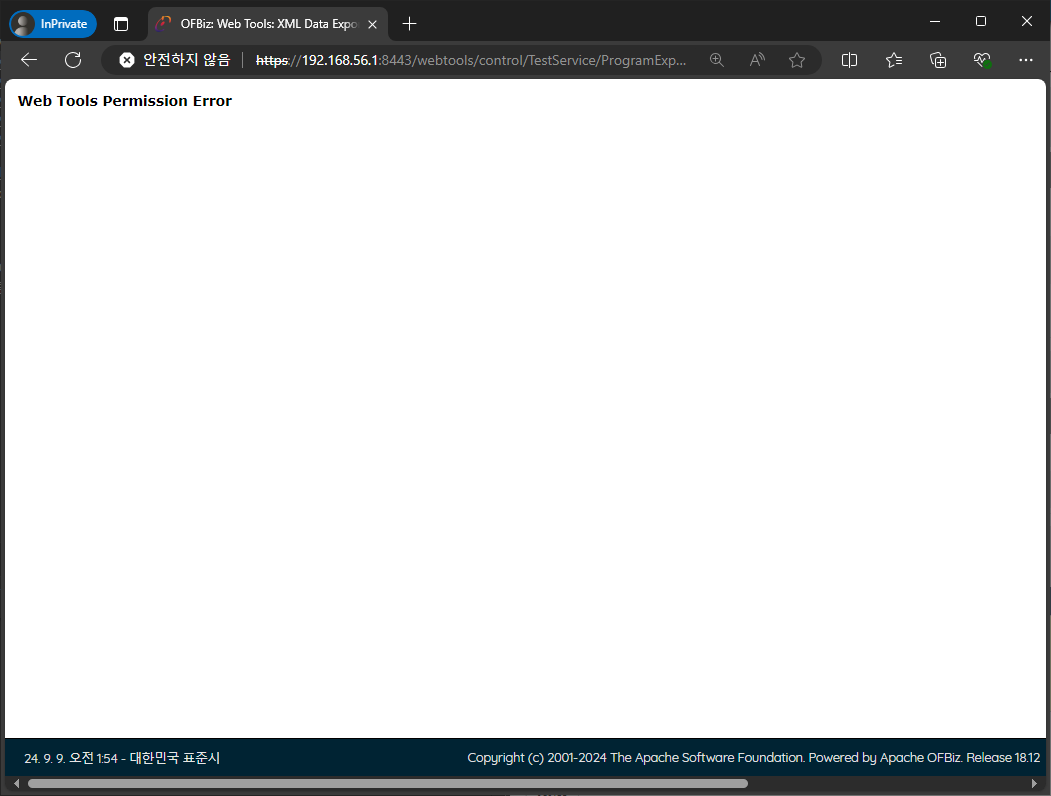 InPrivate
OFBiz: Web Tools: XML Data Expo
안전하지 않음
https://192.168.56.1:8443/webtools/control/TestService/ProgramExp...
Web Tools Permission Error
24. 9. 9. 오전 1:54 - 대한민국 표준시
Copyright (c) 2001-2024 The Apache Software Foundation. Powered by Apache OFBiz. Release 18.12